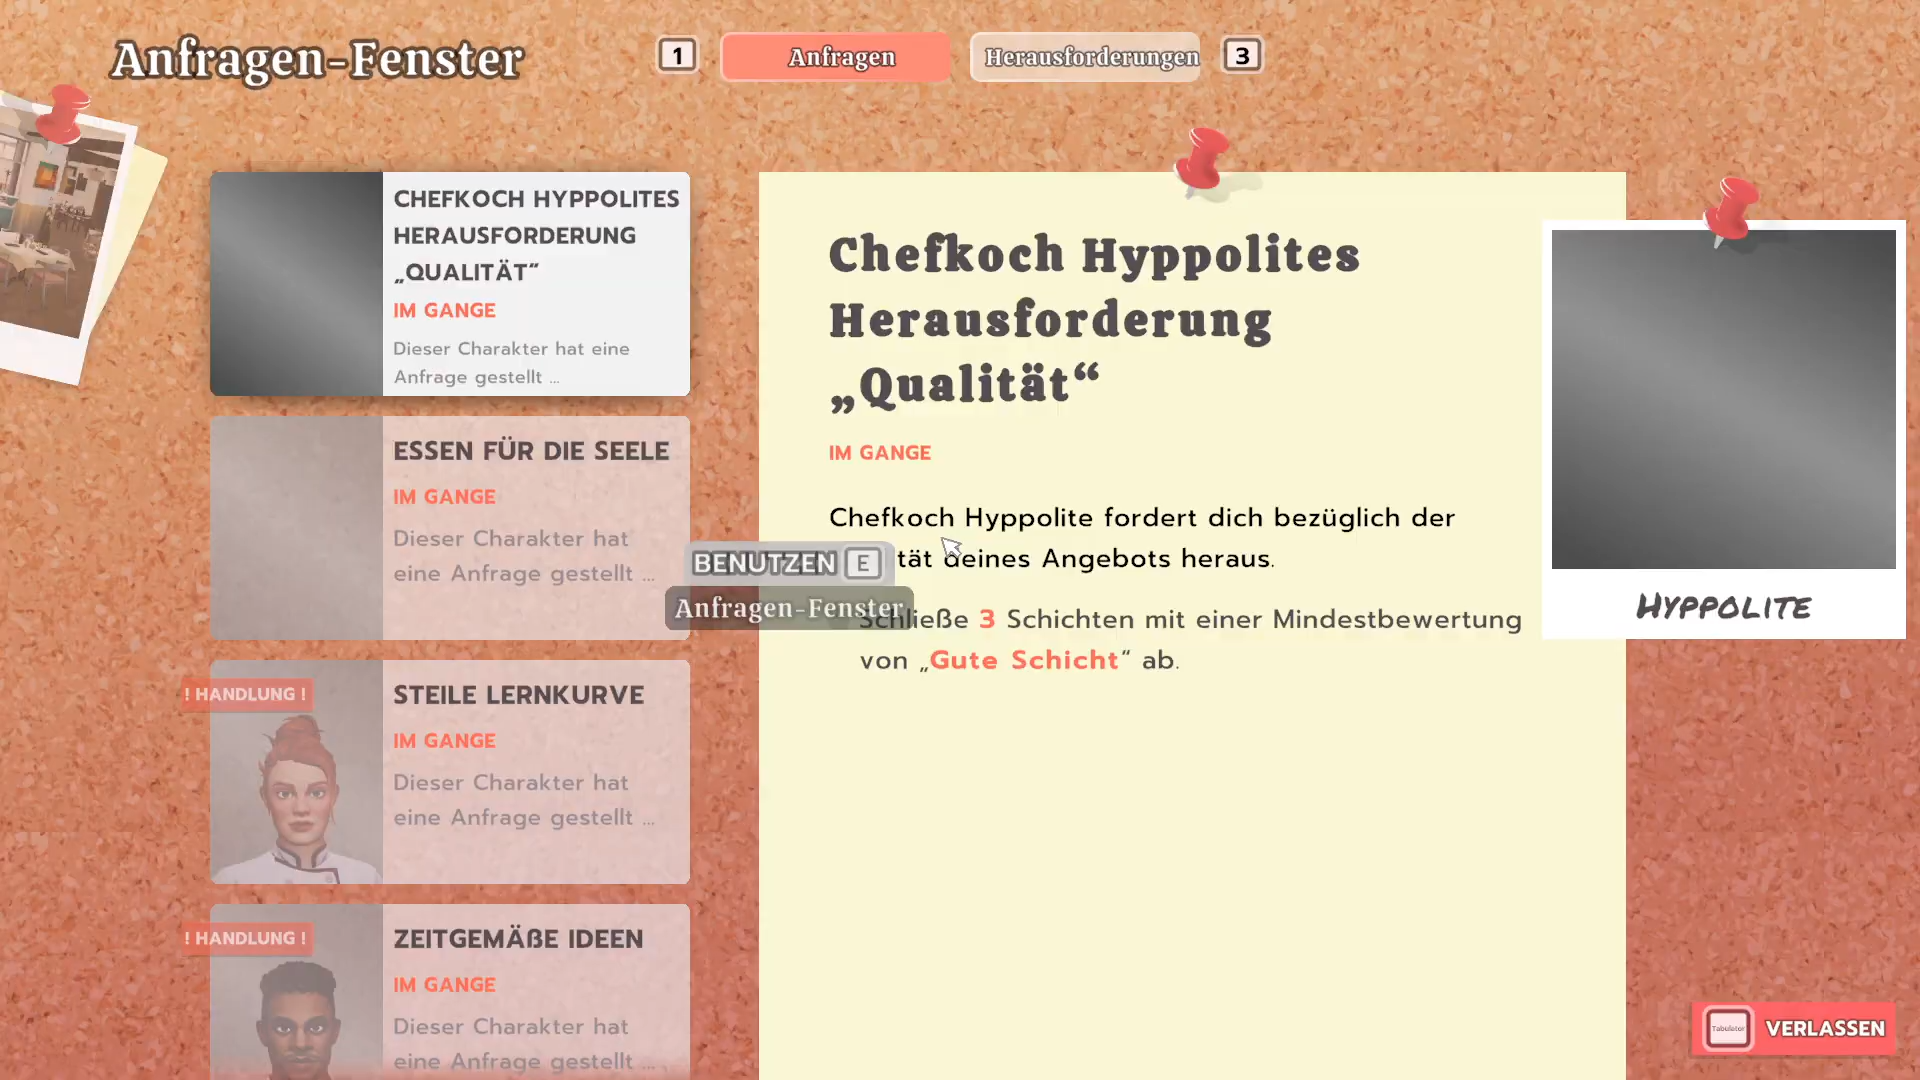 Anfragen-Fenster
1
Anfragen
Herausforderungen
3
CHEFKOCH HYPPOLITES
HERAUSFORDERUNG
„QUALITÄT“
IM GANGE
Dieser Charakter hat eine
Anfrage gestellt ...
ESSEN FÜR DIE SEELE
IM GANGE
Dieser Charakter hat
eine Anfrage gestellt ...
! HANDLUNG !
STEILE LERNKURVE
IM GANGE
Dieser Charakter hat
eine Anfrage gestellt ...
! HANDLUNG !
ZEITGEMÄßE IDEEN
IM GANGE
Dieser Charakter hat
eine Anfrage gestellt ...
Chefkoch Hyppolites
Herausforderung
„Qualität“
IM GANGE
Chefkoch Hyppolite fordert dich bezüglich der
tät deines Angebots heraus.
Schließe 3 Schichten mit einer Mindestbewertung
von „Gute Schicht“ ab.
BENUTZEN E
Anfragen-Fenster
HYPPOLITE
Tabulator
VERLASSEN